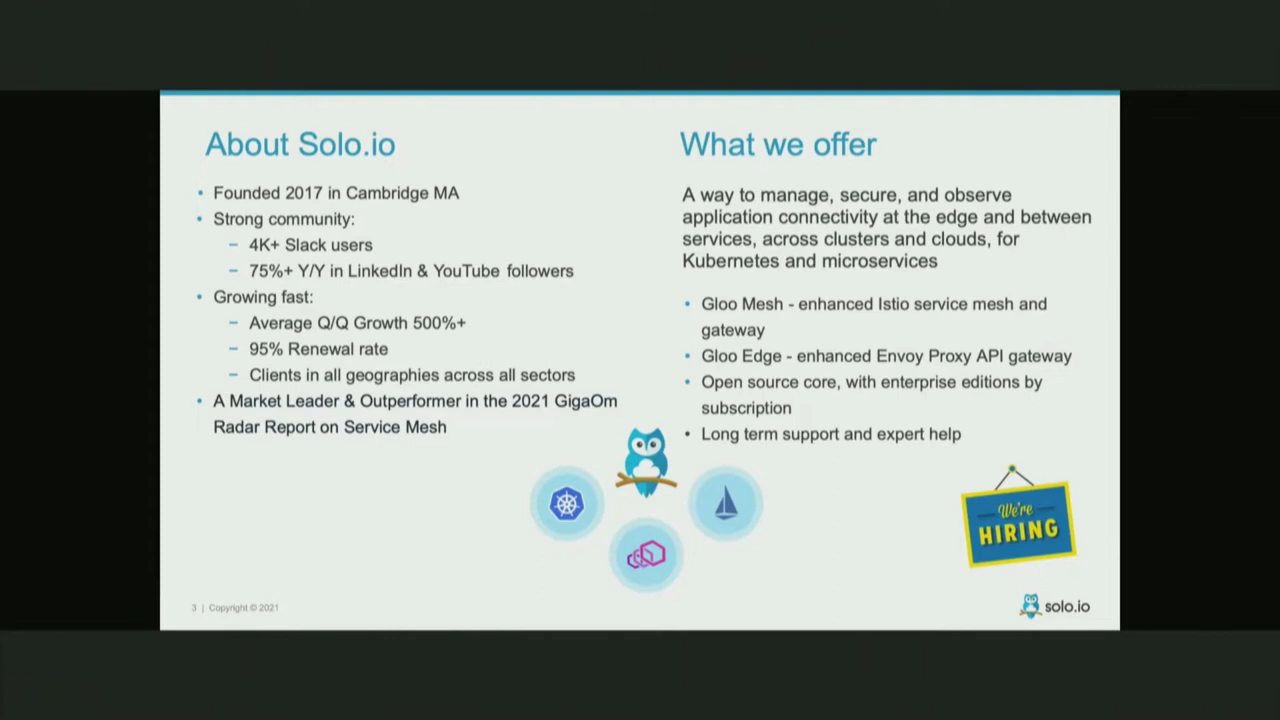 About Solo.io
• Founded 2017 in Cambridge MA
• Strong community:
– 4K+ Slack users
– 75%+ Y/Y in LinkedIn & YouTube followers
• Growing fast:
– Average Q/Q Growth 500%+
– 95% Renewal rate
– Clients in all geographies across all sectors
• A Market Leader & Outperformer in the 2021 GigaOm
Radar Report on Service Mesh
What we offer
A way to manage, secure, and observe
application connectivity at the edge and between
services, across clusters and clouds, for
Kubernetes and microservices
• Gloo Mesh - enhanced Istio service mesh and
gateway
• Gloo Edge - enhanced Envoy Proxy API gateway
• Open source core, with enterprise editions by
subscription
• Long term support and expert help
We're
HIRING
3 | Copyright © 2021
solo.io